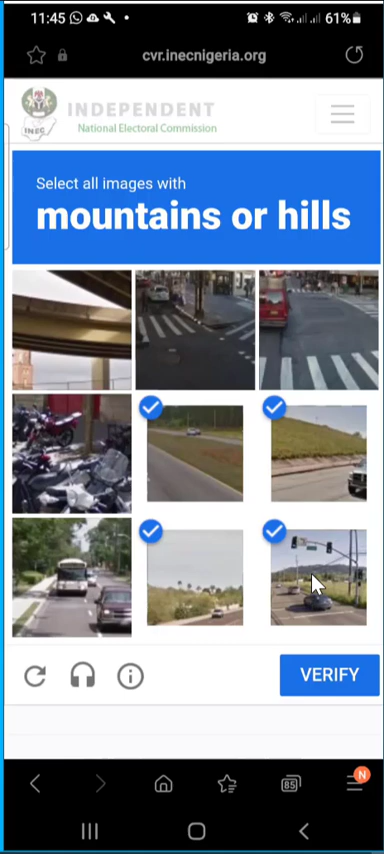 11:45
61%
cvr.inecnigeria.org
INEC
INDEPENDENT
National Electoral Commission
Select all images with
mountains or hills
VERIFY
85
N